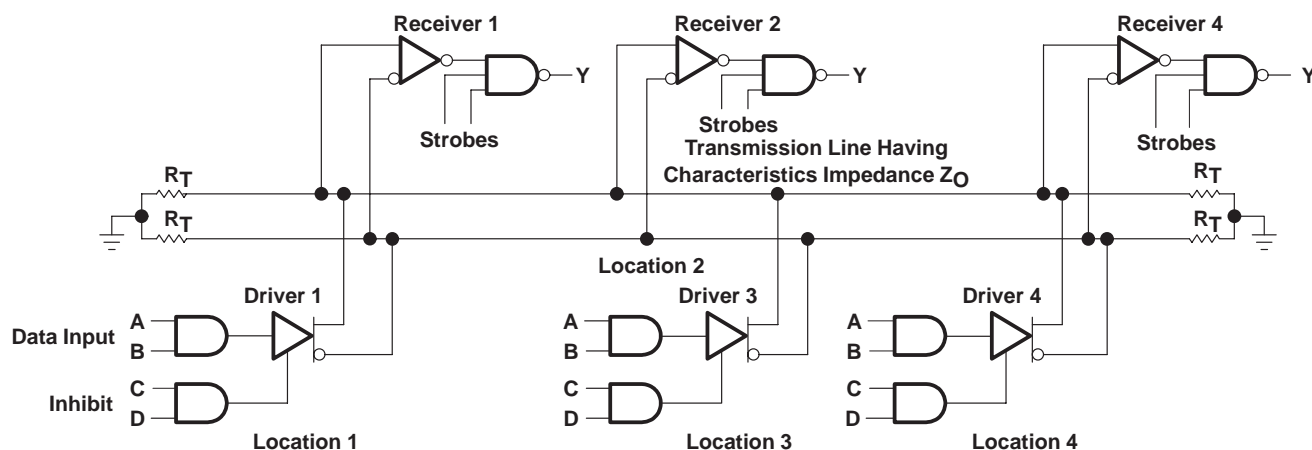 Receiver 1
Receiver 2
Receiver 4
Y
Y
Y
Strobes
Strobes
Strobes
Transmission Line Having
Characteristics Impedance ZO
RT
RT
RT
RT
Location 2
Driver 1
Driver 3
Driver 4
Data Input
A
B
A
B
A
B
Inhibit
C
D
C
D
C
D
Location 1
Location 3
Location 4